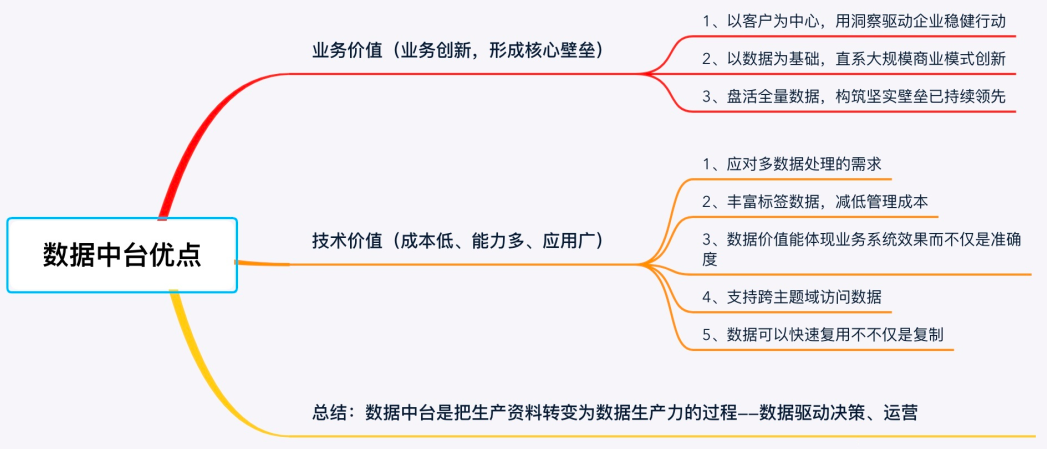 数据中台优点
业务价值（业务创新，形成核心壁垒）
1、以客户为中心，用洞察驱动企业稳健行动
2、以数据为基础，直系大规模商业模式创新
3、盘活全量数据，构筑坚实壁垒已持续领先
技术价值（成本低、能力多、应用广）
1、应对多数据处理的需求
2、丰富标签数据，减低管理成本
3、数据价值能体现业务系统效果而不仅是准确
度
4、支持跨主题域访问数据
5、数据可以快速复用不不仅是复制
总结：数据中台是把生产资料转变为数据生产力的过程——数据驱动决策、运营